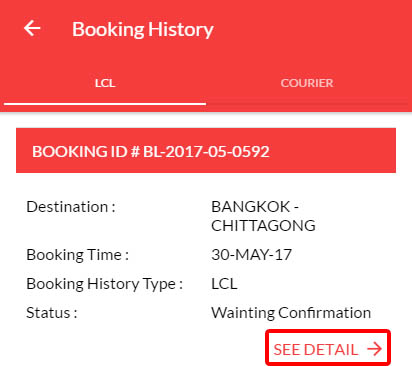 Booking History
LCL COURIER
BOOKING ID # BL-2017-05-0592
Destination : BANGKOK -
CHITTAGONG
Booking Time : 30-MAY-17
Booking History Type : LCL
Status : Wainting Confirmation
SEE DETAIL